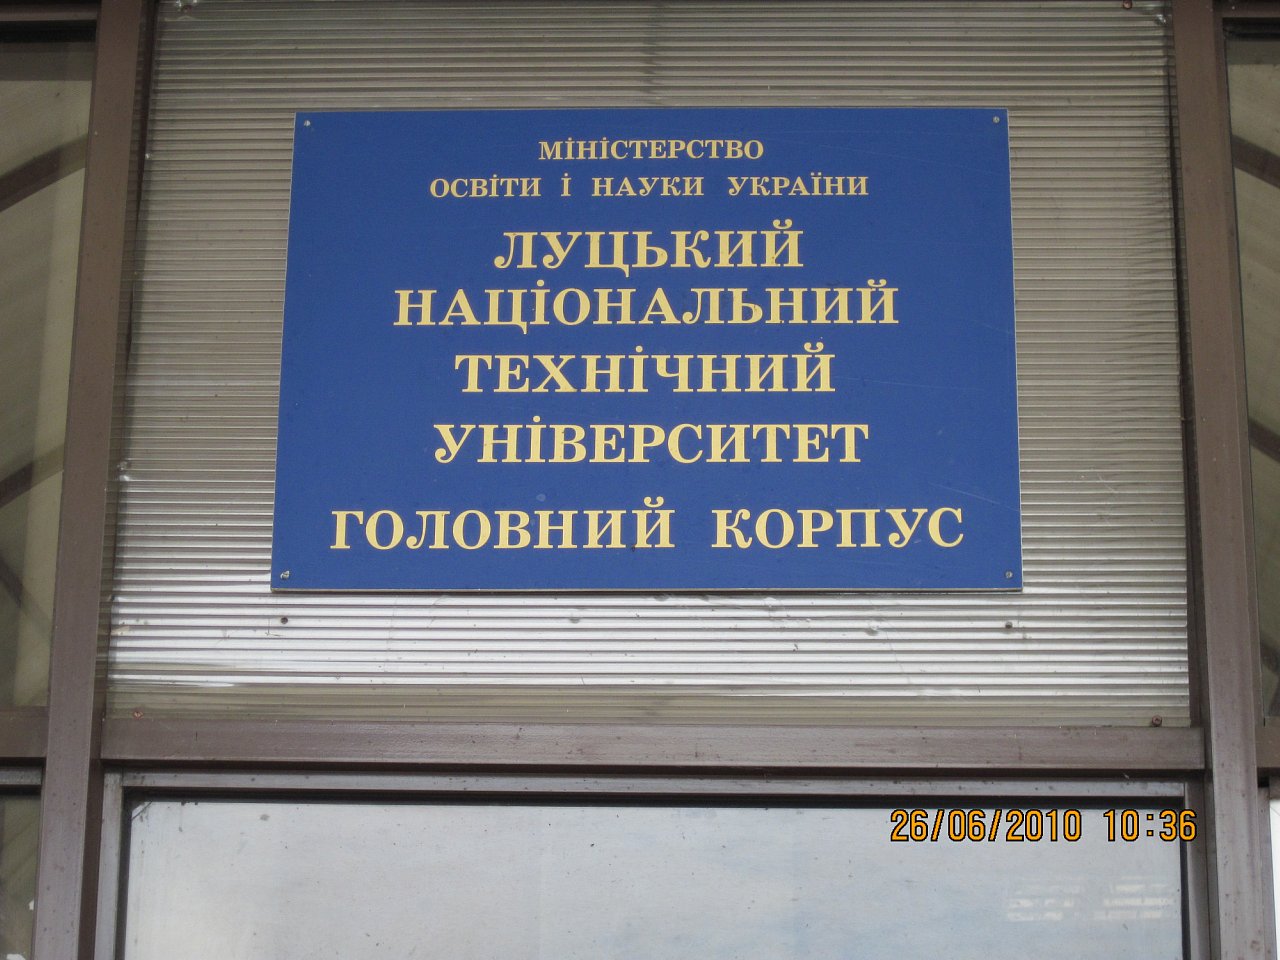 МІНІСТЕРСТВО
ОСВІТИ І НАУКИ УКРАЇНИ
ЛУЦЬКИЙ
НАЦІОНАЛЬНИЙ
ТЕХНІЧНИЙ
УНІВЕРСИТЕТ
ГОЛОВНИЙ КОРПУС
26/06/2010 10:36